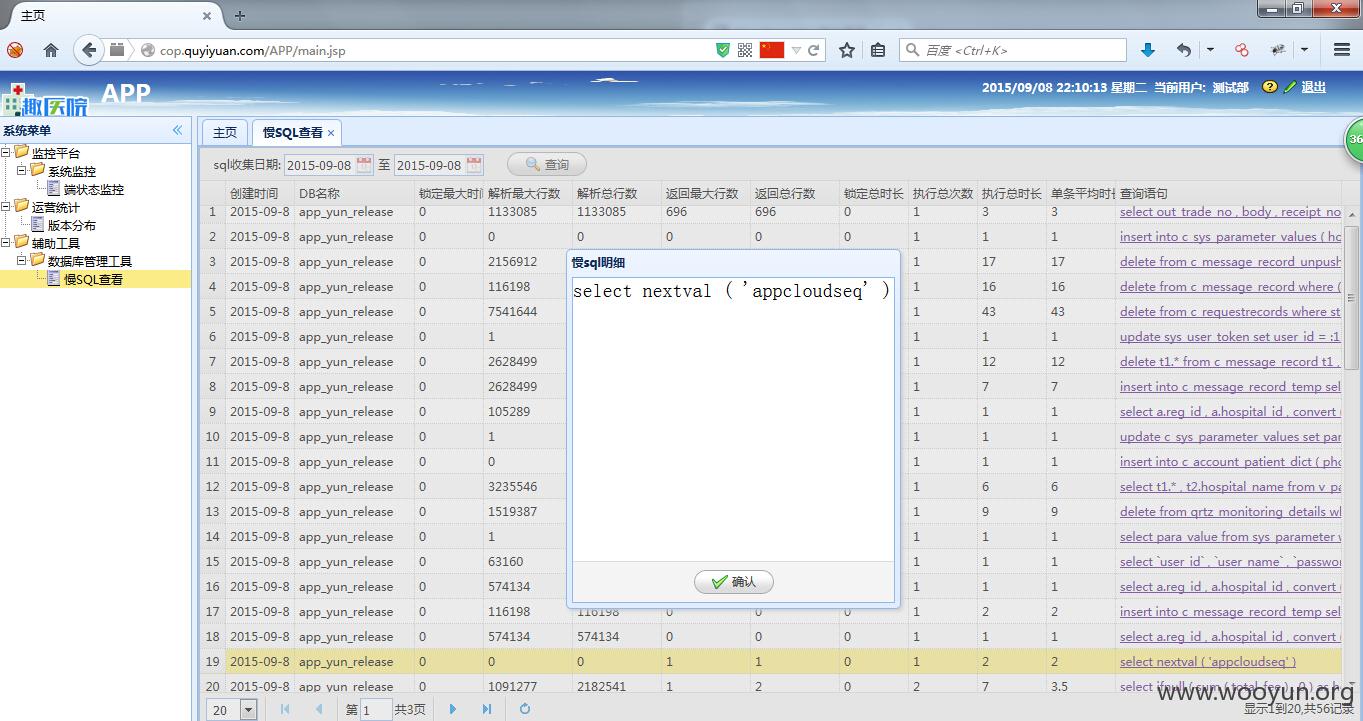 主页
cop.quyiyuan.com/APP/main.jsp
百度 <Ctrl+K>
趣医院 APP
2015/09/08 22:10:13 星期二 当前用户: 测试部 退出
系统菜单
监控平台
系统监控
端状态监控
运营统计
版本分布
辅助工具
数据库管理工具
慢SQL查看
主页 慢SQL查看
sql收集日期: 2015-09-08 至 2015-09-08 查询
36
创建时间 DB名称 锁定最大时 解析最大行数 解析总行数 返回最大行数 返回总行数 锁定总时长 执行总次数 执行总时长 单条平均时长 查询语句
1 2015-09-8 app_yun_release 0 1133085 1133085 696 696 0 1 3 3 select out_trade_no , body , receipt_no
2 2015-09-8 app_yun_release 0 0 0 0 0 0 1 1 1 insert into c_sys_parameter_values ( ho
3 2015-09-8 app_yun_release 0 2156912 1 17 17 delete from c_message_record_unpush
4 2015-09-8 app_yun_release 0 116198 1 16 16 delete from c_message_record where (
5 2015-09-8 app_yun_release 0 7541644 1 43 43 delete from c_requestrecords where st
6 2015-09-8 app_yun_release 0 1 1 1 1 update sys_user_token set user_id = :1
7 2015-09-8 app_yun_release 0 2628499 1 12 12 delete t1.* from c_message_record t1 ,
8 2015-09-8 app_yun_release 0 2628499 1 7 7 insert into c_message_record_temp sel
9 2015-09-8 app_yun_release 0 105289 1 1 1 select a.reg_id , a.hospital_id , convert (
10 2015-09-8 app_yun_release 0 1 1 1 1 update c_sys_parameter_values set par
11 2015-09-8 app_yun_release 0 0 1 1 1 insert into c_account_patient_dict ( pho
12 2015-09-8 app_yun_release 0 3235546 1 6 6 select t1.* , t2.hospital_name from v_pa
13 2015-09-8 app_yun_release 0 1519387 1 9 9 delete from qrtz_monitoring_details wh
14 2015-09-8 app_yun_release 0 1 1 1 1 select para_value from sys_parameter w
15 2015-09-8 app_yun_release 0 63160 1 1 1 select `user_id` , `user_name` , `passwor
16 2015-09-8 app_yun_release 0 574134 1 1 1 select a.reg_id , a.hospital_id , convert (
17 2015-09-8 app_yun_release 0 116198 116198 0 0 0 1 2 2 insert into c_message_record_temp sel
18 2015-09-8 app_yun_release 0 574134 574134 0 0 0 1 1 1 select a.reg_id , a.hospital_id , convert (
19 2015-09-8 app_yun_release 0 0 0 1 1 0 1 2 2 select nextval ( 'appcloudseq' )
20 2015-09-8 app_yun_release 0 1091277 2182541 1 2 0 2 7 3.5 select ifnull ( sum ( total_fee ) , 0 ) as h
慢sql明细
select nextval ( 'appcloudseq' )
确认
20 第 1 共3页 显示1到20,共56记录
www.wooyun.org